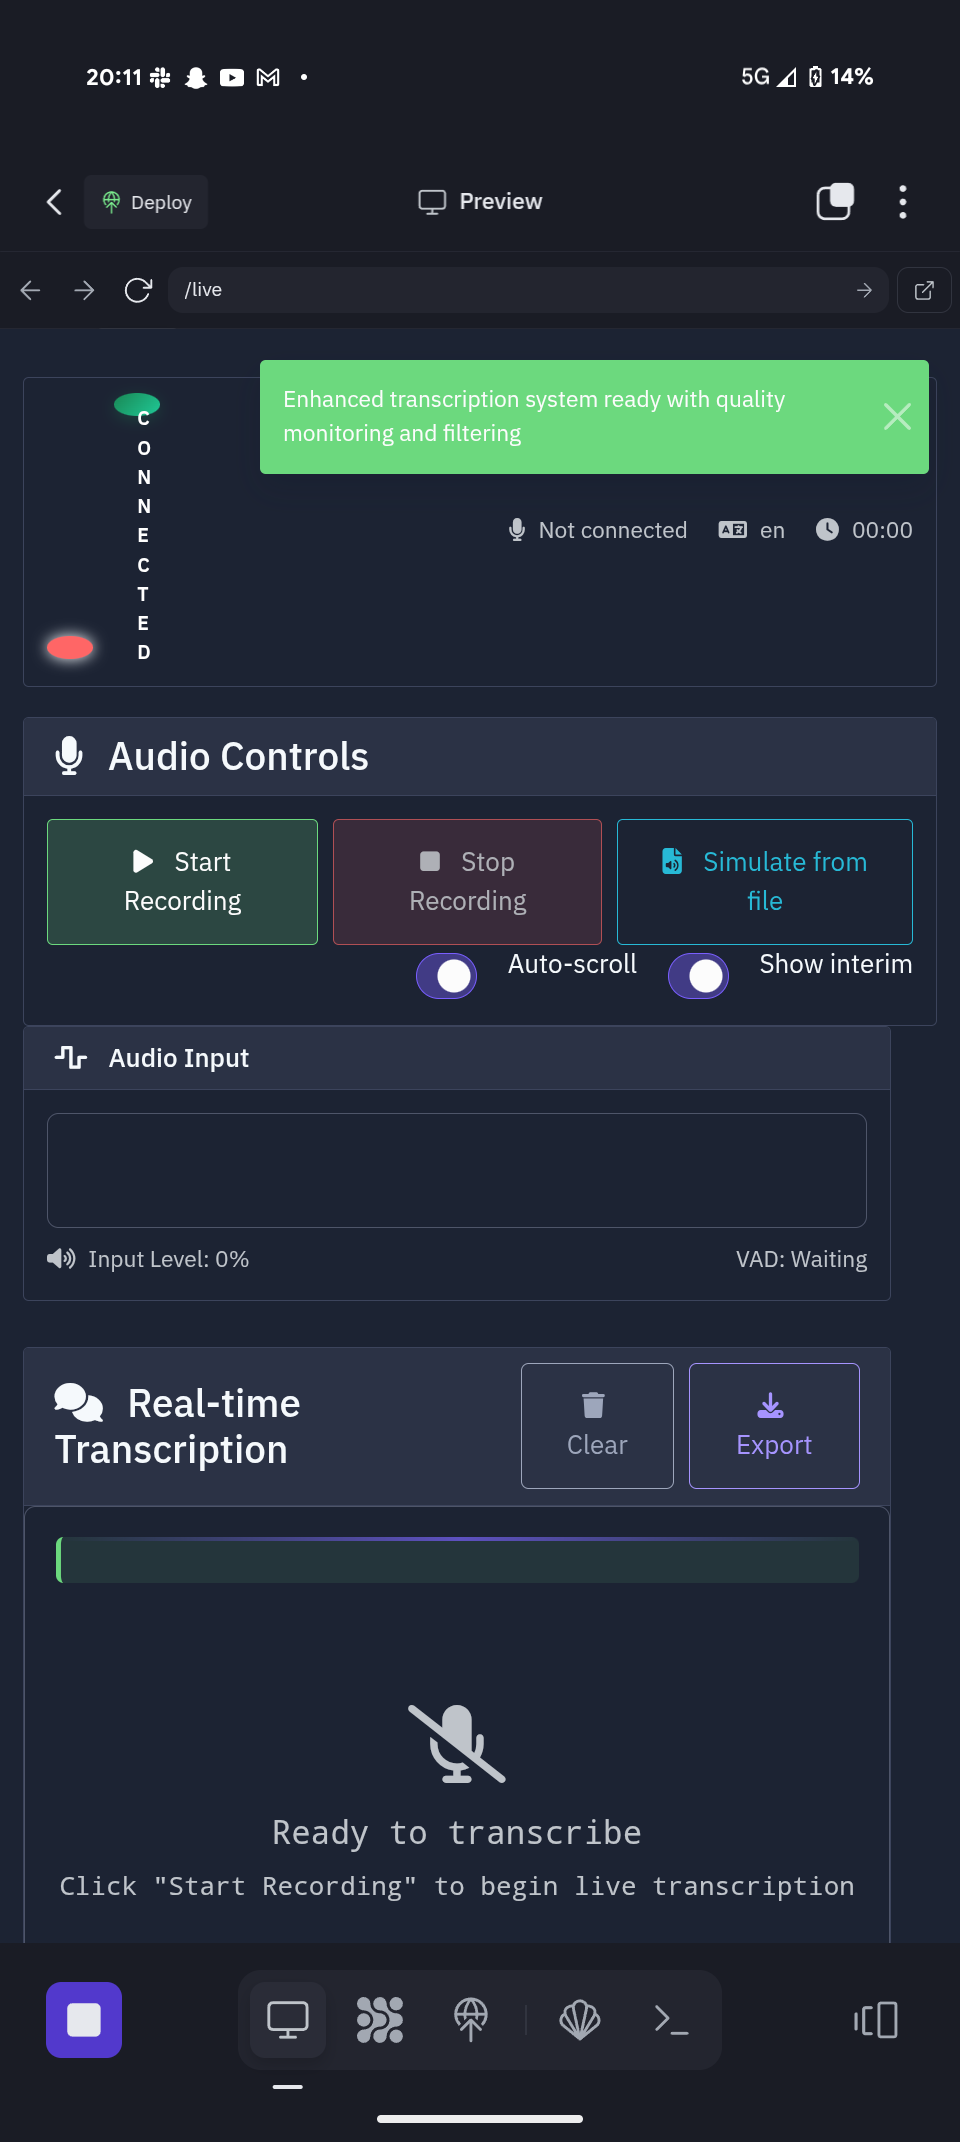 20:11
5G 14%
Deploy
Preview
/live
Enhanced transcription system ready with quality
monitoring and filtering
CONNECTED
Not connected
en
00:00
Audio Controls
Start
Recording
Stop
Recording
Simulate from
file
Auto-scroll
Show interim
Audio Input
Input Level: 0%
VAD: Waiting
Real-time
Transcription
Clear
Export
Ready to transcribe
Click "Start Recording" to begin live transcription